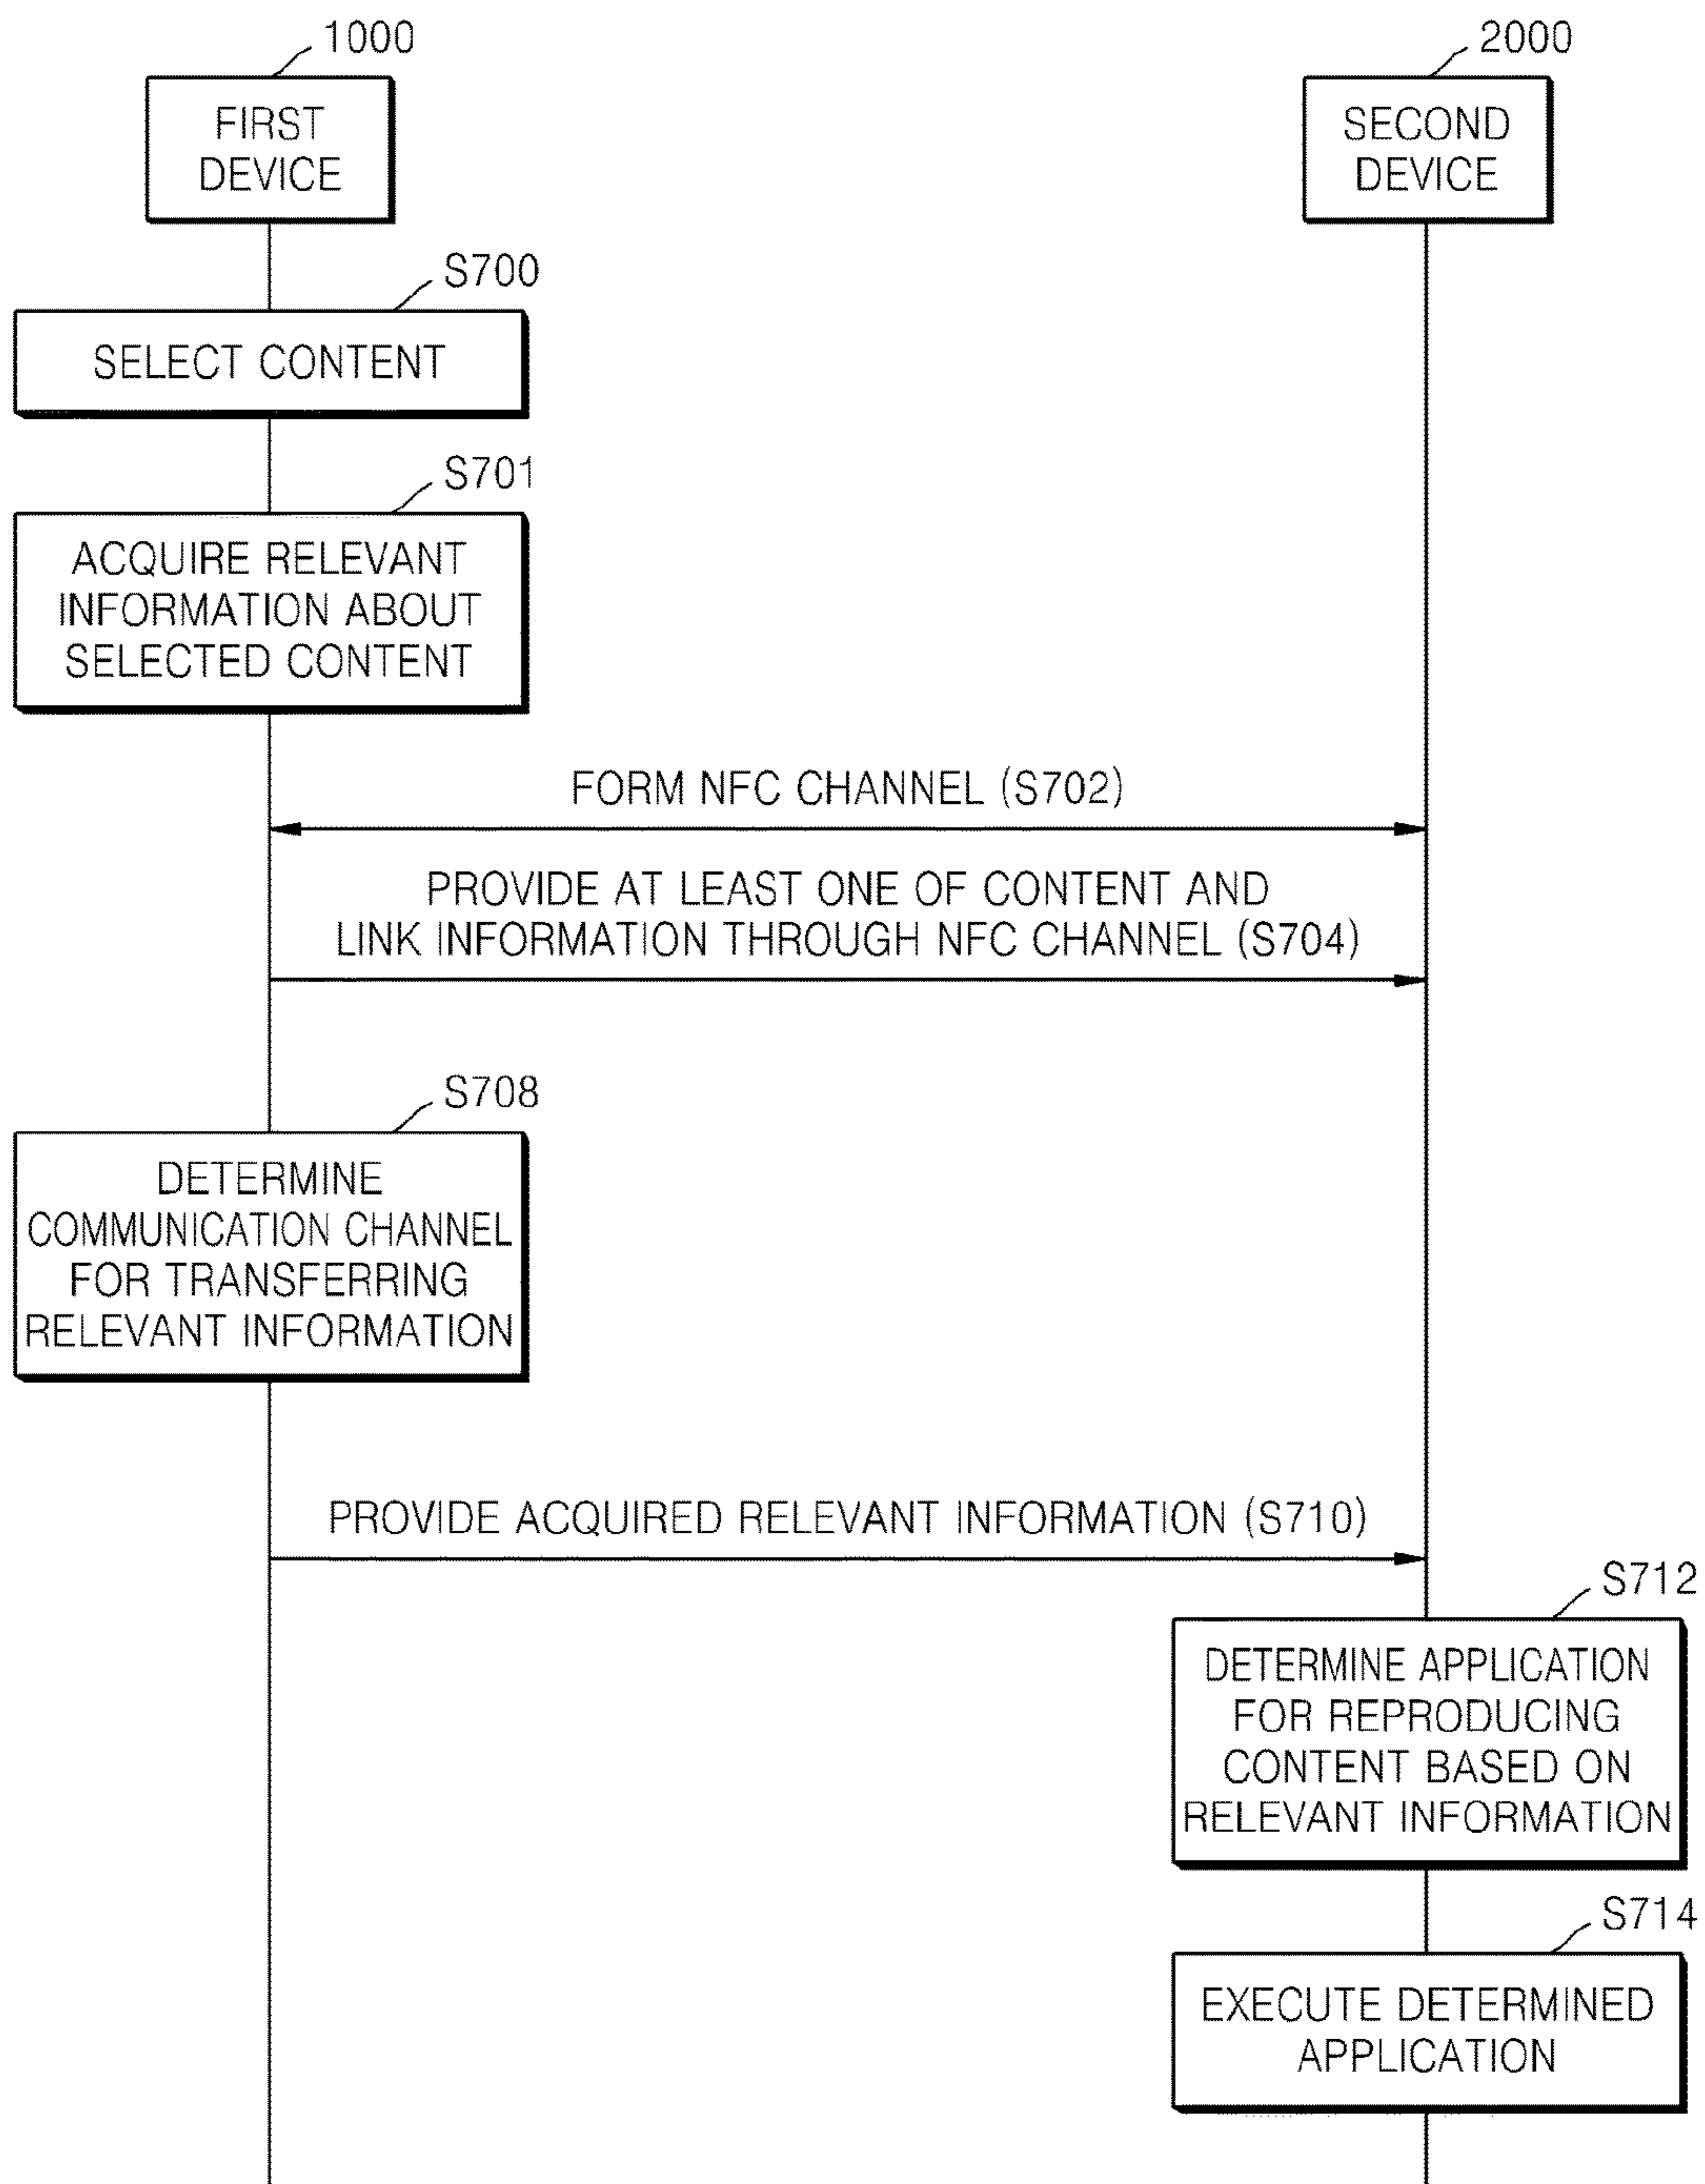 1000
2000
FIRST
DEVICE
SECOND
DEVICE
S700
SELECT CONTENT
S701
ACQUIRE RELEVANT
INFORMATION ABOUT
SELECTED CONTENT
FORM NFC CHANNEL (S702)
PROVIDE AT LEAST ONE OF CONTENT AND
LINK INFORMATION THROUGH NFC CHANNEL (S704)
S708
DETERMINE
COMMUNICATION CHANNEL
FOR TRANSFERRING
RELEVANT INFORMATION
PROVIDE ACQUIRED RELEVANT INFORMATION (S710)
S712
DETERMINE APPLICATION
FOR REPRODUCING
CONTENT BASED ON
RELEVANT INFORMATION
S714
EXECUTE DETERMINED
APPLICATION